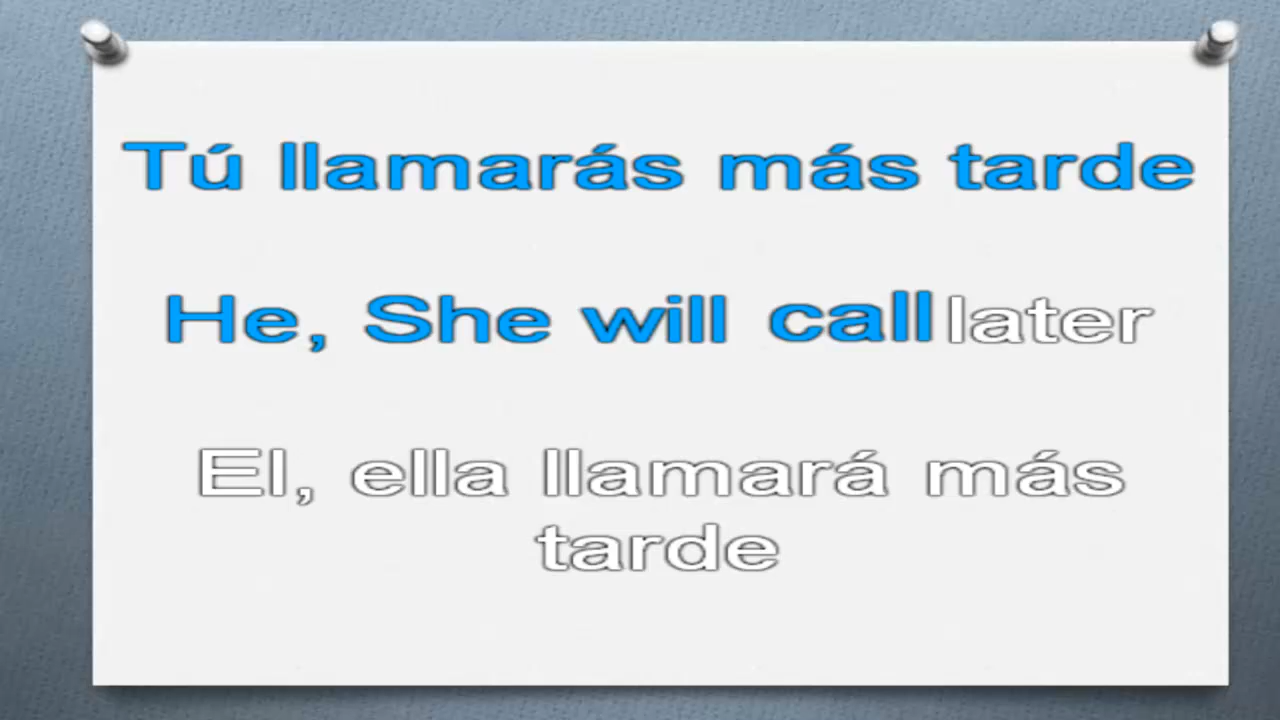 Tú llamarás más tarde
He, She will call later
El, ella llamará más
tarde